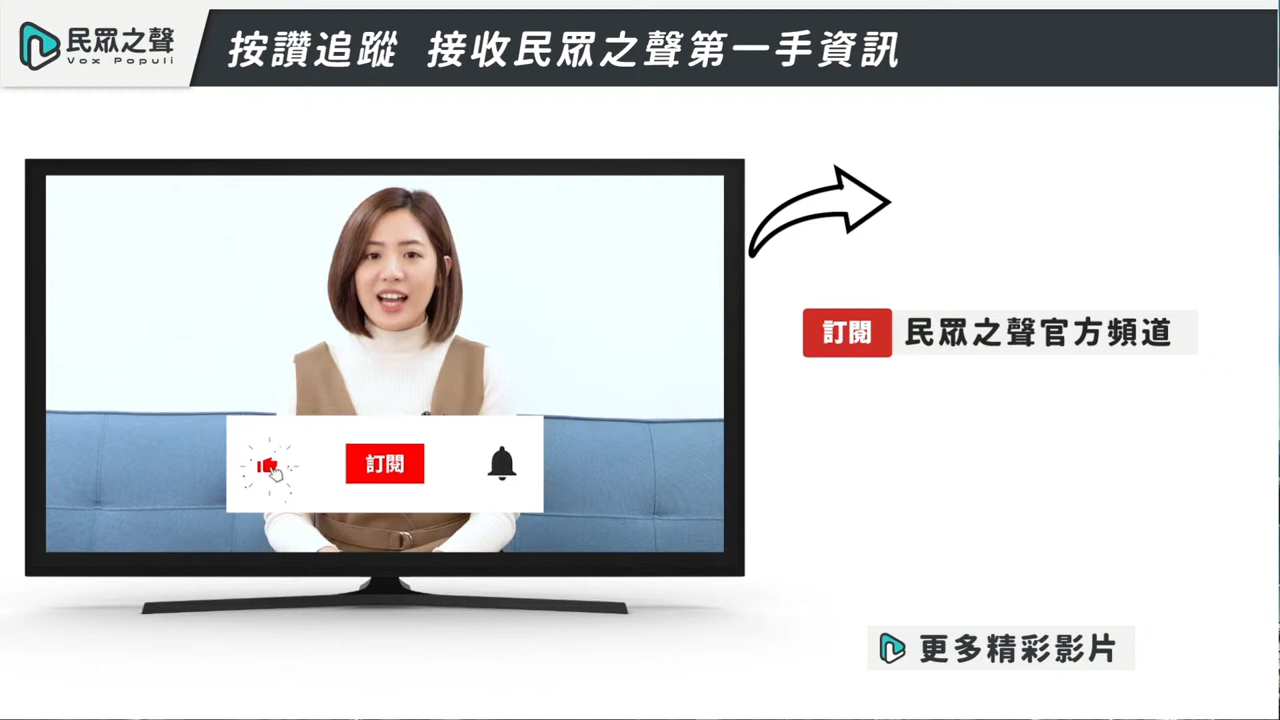 民眾之聲
Vox Populi
按讚追蹤 接收民眾之聲第一手資訊
訂閱
訂閱 民眾之聲官方頻道
更多精彩影片